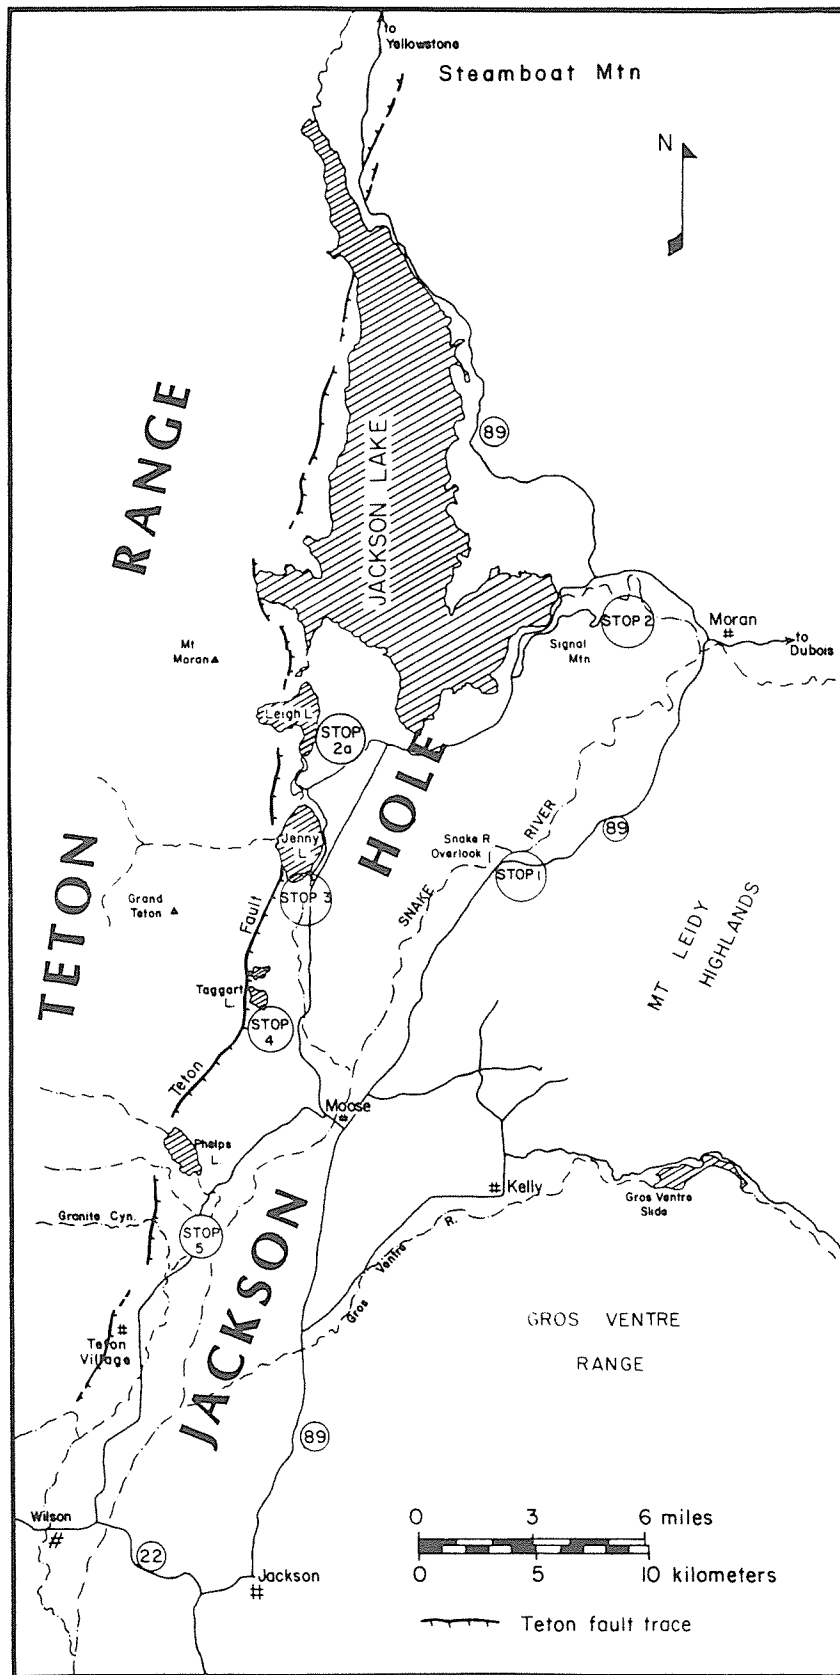 to
Yellowstone
Steamboat Mtn
N
RANGE
JACKSON LAKE
89
STOP 2
Moran
#
to
Dubois
Signal
Mtn
Mt
Moran
Leigh L.
STOP
2a
HOLE
RIVER
89
Jenny
L.
Snake R
Overlook
STOP 1
TETON
Grand
Teton
Fault
STOP 3
SNAKE
MT LEIDY
HIGHLANDS
Taggart
L.
STOP
4
Teton
Moose
#
Phelps
L.
# Kelly
Gros Ventre
Slide
Granite Cyn.
STOP
5
JACKSON
Gros Ventre R.
#
Teton
Village
GROS VENTRE
RANGE
89
Wilson
#
22
Jackson
#
0 3 6 miles
0 5 10 kilometers
Teton fault trace